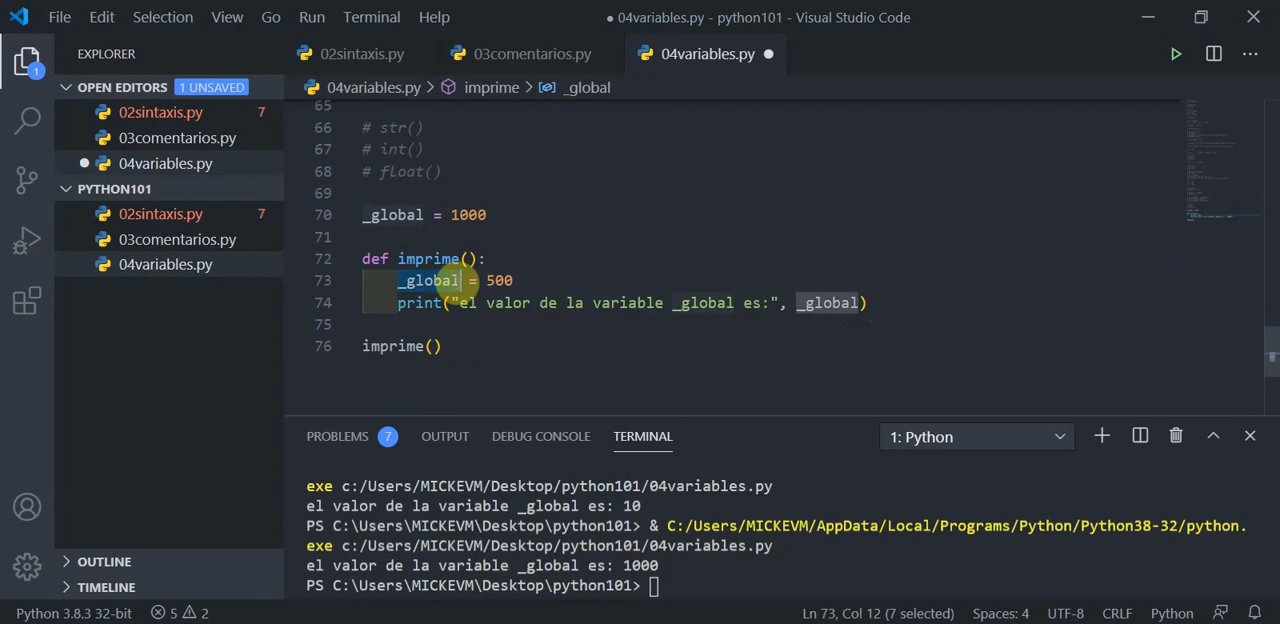 File Edit Selection View Go Run Terminal Help
● 04variables.py - python101 - Visual Studio Code
EXPLORER
02sintaxis.py 03comentarios.py 04variables.py ●
OPEN EDITORS 1 UNSAVED
04variables.py > imprime > _global
02sintaxis.py 7
03comentarios.py
● 04variables.py
PYTHON101
02sintaxis.py 7
03comentarios.py
04variables.py
1
65
66 # str()
67 # int()
68 # float()
69
70 _global = 1000
71
72 def imprime():
73 _global = 500
74 print("el valor de la variable _global es:", _global)
75
76 imprime()
PROBLEMS 7 OUTPUT DEBUG CONSOLE TERMINAL 1: Python
exe c:/Users/MICKEVM/Desktop/python101/04variables.py
el valor de la variable _global es: 10
PS C:\Users\MICKEVM\Desktop\python101> & C:/Users/MICKEVM/AppData/Local/Programs/Python/Python38-32/python.
exe c:/Users/MICKEVM/Desktop/python101/04variables.py
el valor de la variable _global es: 1000
PS C:\Users\MICKEVM\Desktop\python101>
OUTLINE
TIMELINE
Python 3.8.3 32-bit 5 2 Ln 73, Col 12 (7 selected) Spaces: 4 UTF-8 CRLF Python